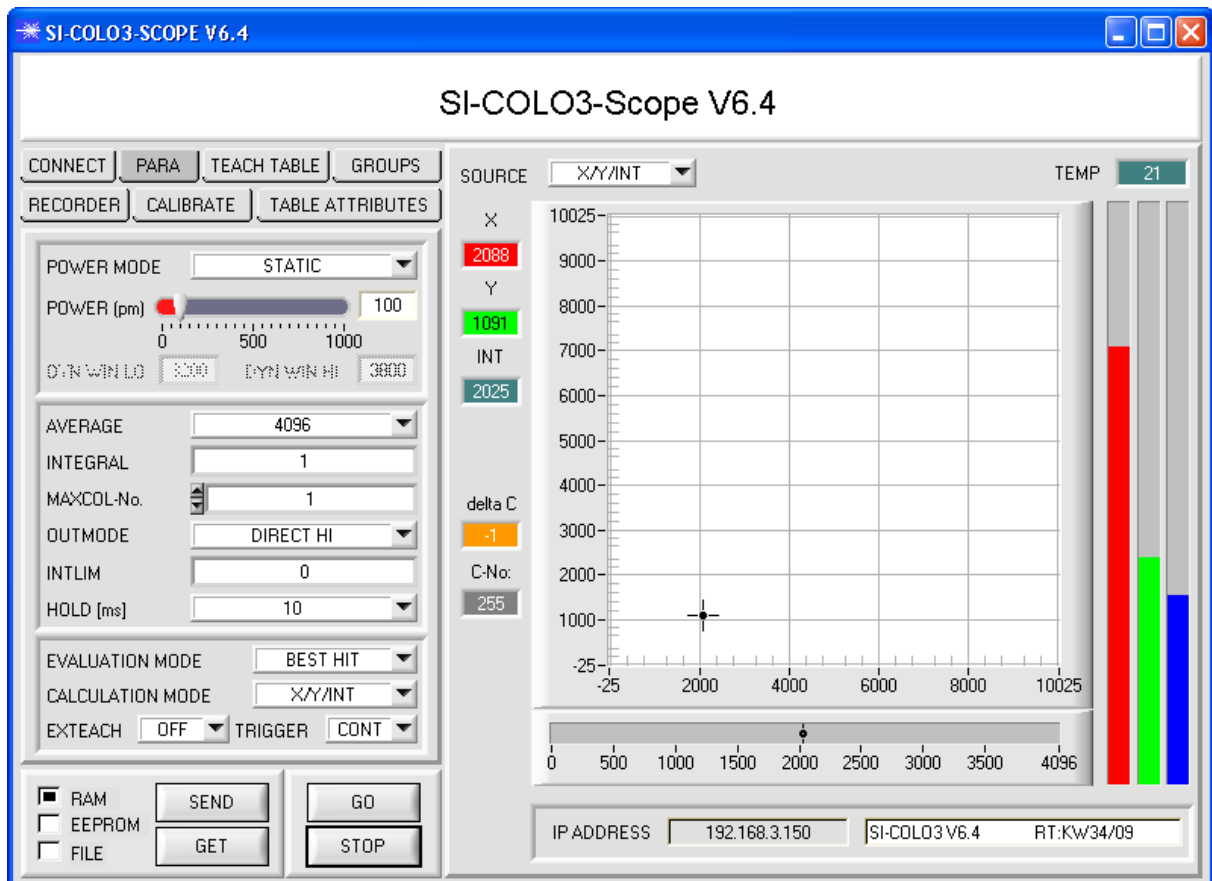 SI-COLO3-SCOPE V6.4
SI-COLO3-Scope V6.4
CONNECT PARA TEACH TABLE GROUPS
RECORDER CALIBRATE TABLE ATTRIBUTES
POWER MODE STATIC
POWER [pm] 100
0 500 1000
DYN WIN LO 3200 DYN WIN HI 3800
AVERAGE 4096
INTEGRAL 1
MAXCOL-No. 1
OUTMODE DIRECT HI
INTLIM 0
HOLD [ms] 10
EVALUATION MODE BEST HIT
CALCULATION MODE X/Y/INT
EXTEACH OFF TRIGGER CONT
RAM
EEPROM
FILE
SEND
GET
GO
STOP
SOURCE X/Y/INT TEMP 21
X
2088
Y
1091
INT
2025
delta C
-1
C-No:
255
10025
9000
8000
7000
6000
5000
4000
3000
2000
1000
-25
-25 2000 4000 6000 8000 10025
0 500 1000 1500 2000 2500 3000 3500 4096
IP ADDRESS 192.168.3.150 SI-COLO3 V6.4 RT:KW34/09